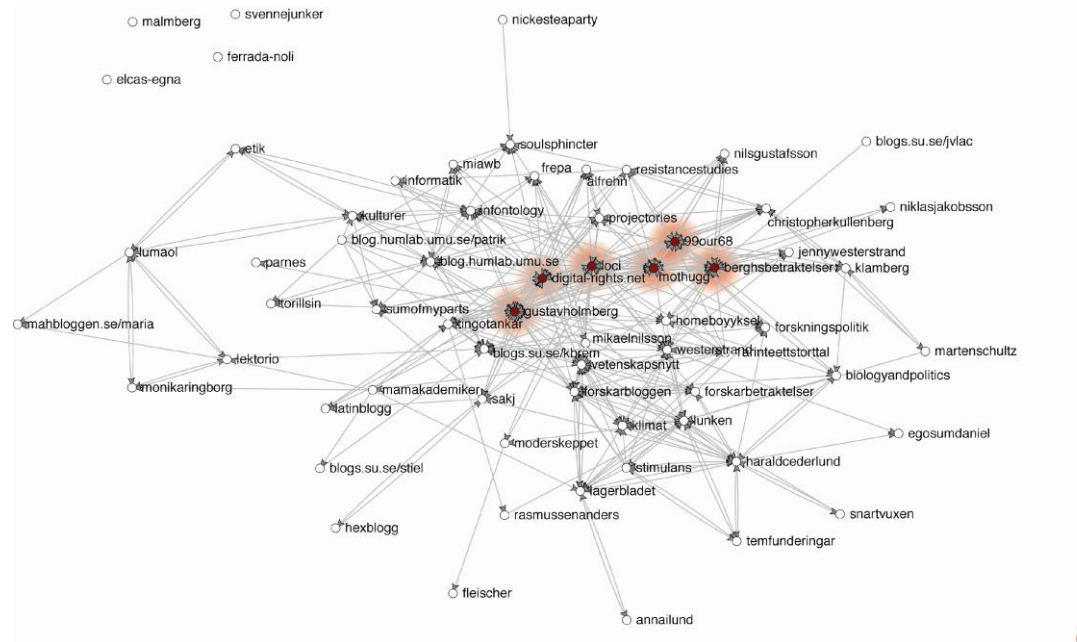 malmberg
svennejunker
nickesteaparty
ferrada-noli
elcas-egna
etik
soulsphincter
blogs.su.se/jvlac
miawb
frepa
nilsgustafsson
informatik
alfrehn
resistancestudies
kulturer
infontology
projectories
christopherkullenberg
niklasjakobsson
blog.humlab.umu.se/patrik
99our68
lumaol
parnes
blog.humlab.umu.se
loci
mothugg
berghsbetraktelser
jennywesterstrand
klamberg
digital-rights.net
torillsin
sumofmyparts
gustavholmberg
mahbloggen.se/maria
tingotankar
homeboyyksel
forskningspolitik
mikaelnilsson
blogs.su.se/kbrem
westerstrand
martenschultz
dektorio
vetenskapsnytt
biologyandpolitics
monikaringborg
mamakademiker
sakj
forskarbloggen
forskarbetraktelser
latinblogg
klimat
lunken
egosumdaniel
moderskeppet
blogs.su.se/stiel
stimulans
haraldcederlund
lagerbladet
rasmussenanders
snartvuxen
hexblogg
temfunderingar
fleischer
annailund